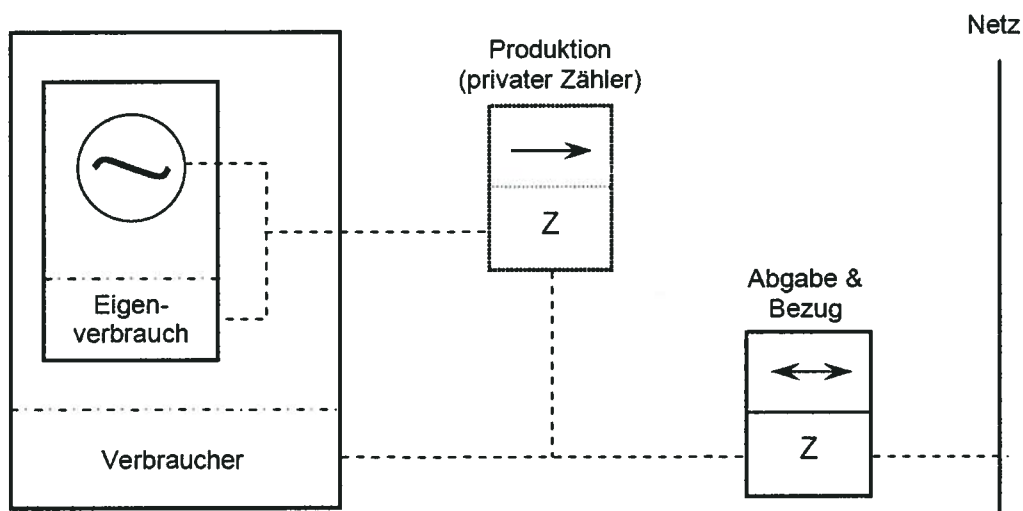 Netz
Produktion
(privater Zähler)
Z
Abgabe &
Bezug
Eigen-
verbrauch
Z
Verbraucher